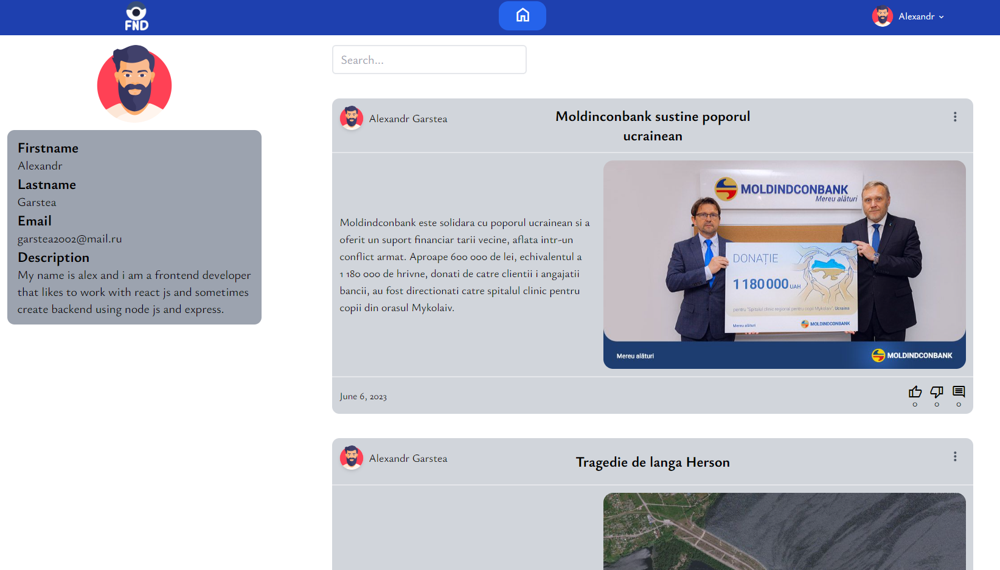 FND
Alexandr
Search...
Firstname
Alexandr
Lastname
Garstea
Email
garstea2002@mail.ru
Description
My name is alex and i am a frontend developer
that likes to work with react js and sometimes
create backend using node js and express.
Alexandr Garstea
Moldinconbank sustine poporul
ucrainean
Moldindconbank este solidara cu poporul ucrainean si a
oferit un suport financiar tarii vecine, aflata intr-un
conflict armat. Aproape 600 000 de lei, echivalentul a
1 180 000 de hrivne, donati de catre clientii i angajatii
bancii, au fost directionati catre spitalul clinic pentru
copii din orasul Mykolaiv.
MOLDINDCONBANK
Mereu alături
DONAȚIE
1 180 000 UAH
pentru "Spitalul clinic regional pentru copii Mykolaiv", Ucraina
Mereu alături
MOLDINDCONBANK
Mereu alături
MOLDINDCONBANK
June 6, 2023
0 0 0
Alexandr Garstea
Tragedie de langa Herson